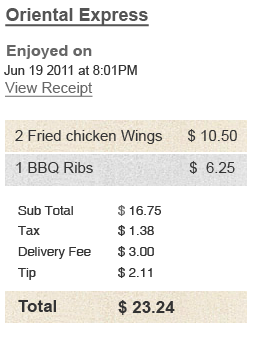 Oriental Express
Enjoyed on
Jun 19 2011 at 8:01PM
View Receipt
2 Fried chicken Wings $ 10.50
1 BBQ Ribs $ 6.25
Sub Total $ 16.75
Tax $ 1.38
Delivery Fee $ 3.00
Tip $ 2.11
Total $ 23.24